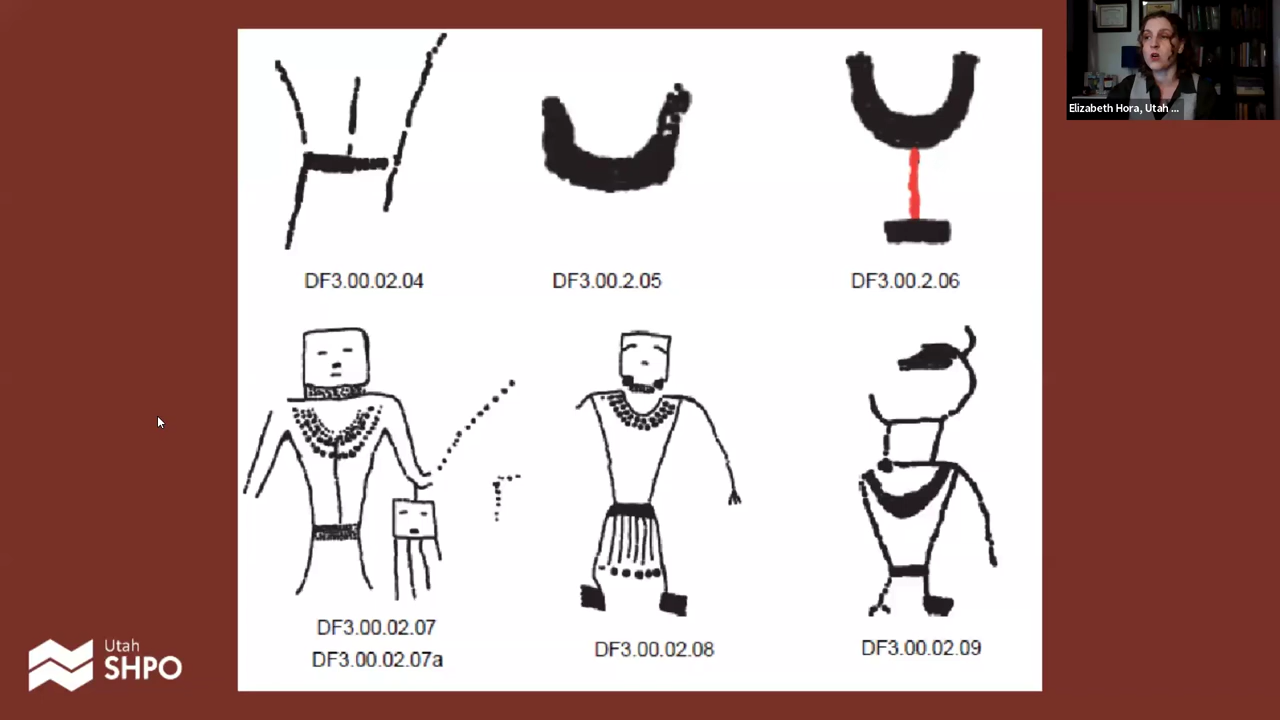 Elizabeth Hora, Utah ...
DF3.00.02.04
DF3.00.2.05
DF3.00.2.06
DF3.00.02.07
DF3.00.02.07a
DF3.00.02.08
DF3.00.02.09
Utah
SHPO